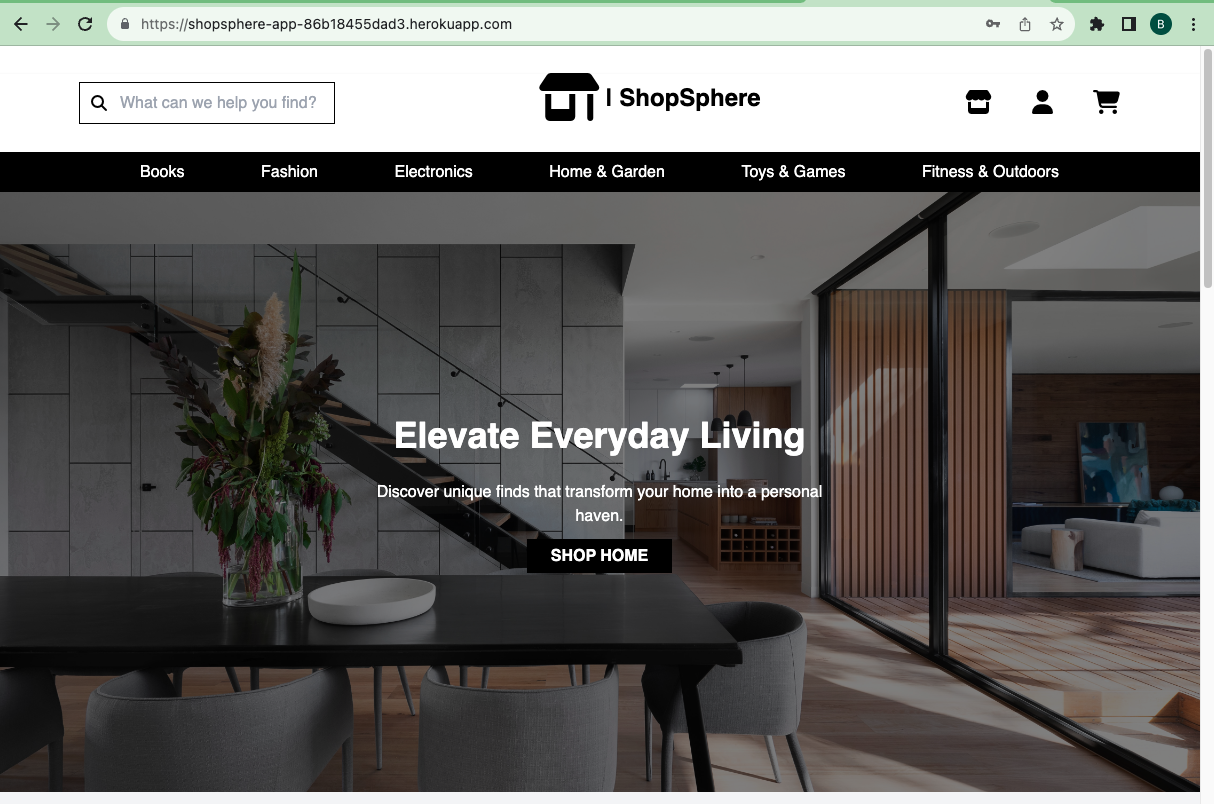 https://shopsphere-app-86b18455dad3.herokuapp.com
B
What can we help you find?
| ShopSphere
Books Fashion Electronics Home & Garden Toys & Games Fitness & Outdoors
Elevate Everyday Living
Discover unique finds that transform your home into a personal
haven.
SHOP HOME